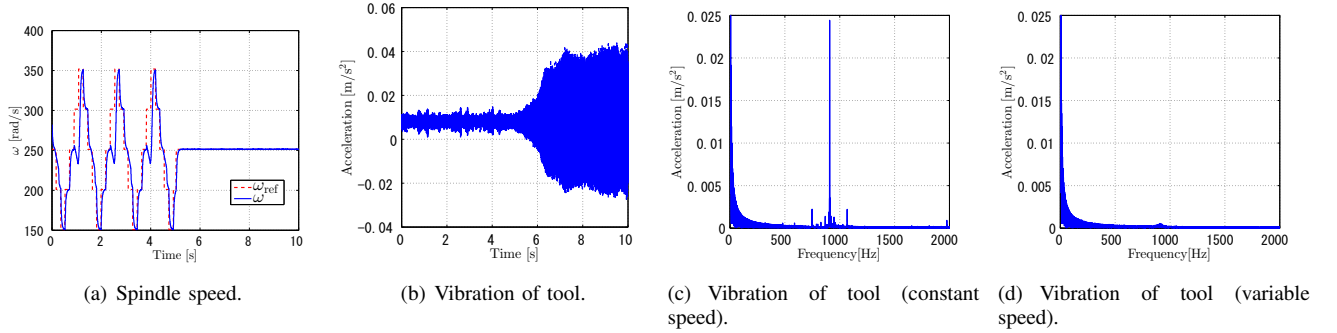 400
350
300
250
200
150
ω [rad/s]
0 2 4 6 8 10
Time [s]
ω_ref
ω
(a) Spindle speed.
0.06
0.04
0.02
0
−0.02
−0.04
Acceleration [m/s²]
0 2 4 6 8 10
Time [s]
(b) Vibration of tool.
0.025
0.02
0.015
0.01
0.005
0
Acceleration [m/s²]
0 500 1000 1500 2000
Frequency[Hz]
(c) Vibration of tool (constant
speed).
0.025
0.02
0.015
0.01
0.005
0
Acceleration [m/s²]
0 500 1000 1500 2000
Frequency[Hz]
(d) Vibration of tool (variable
speed).